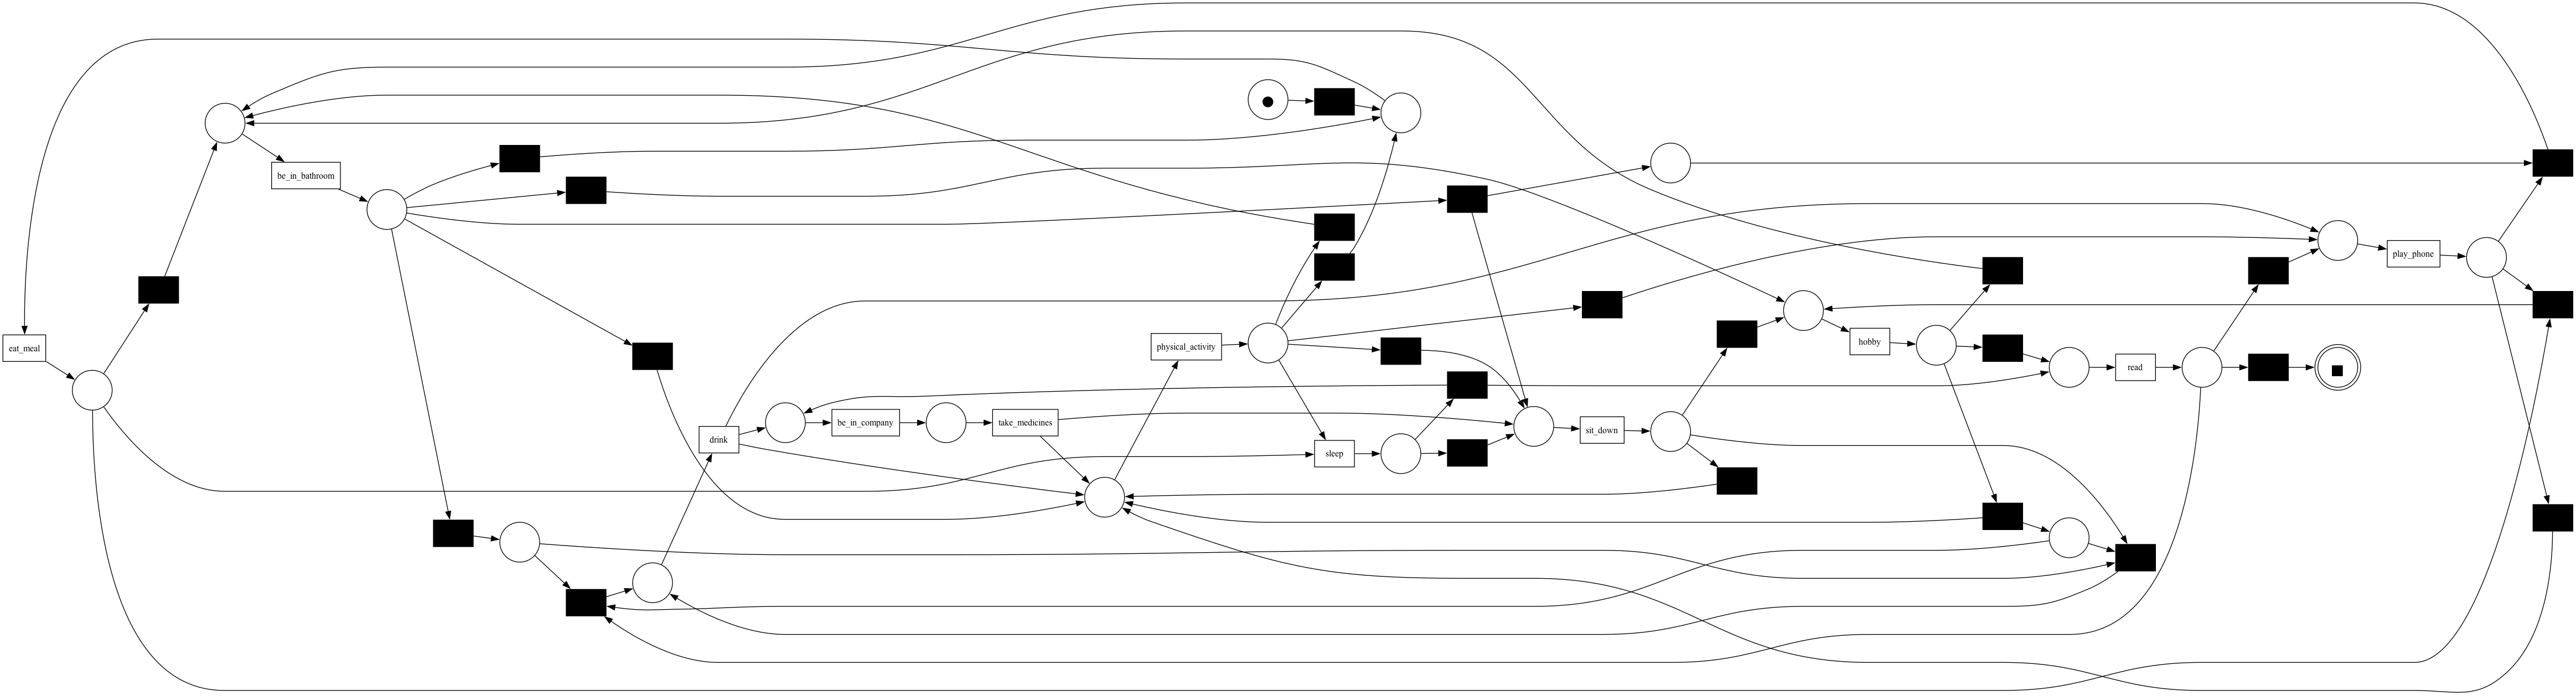 be_in_bathroom
play_phone
eat_meal
physical_activity
hobby
read
drink
be_in_company
take_medicines
sit_down
sleep